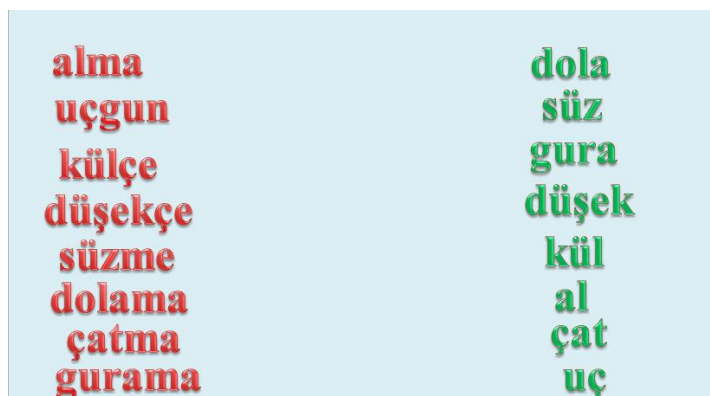 alma
uçgun
külçe
düşekçe
süzme
dolama
çatma
gurama
dola
süz
gura
düşek
kül
al
çat
uç